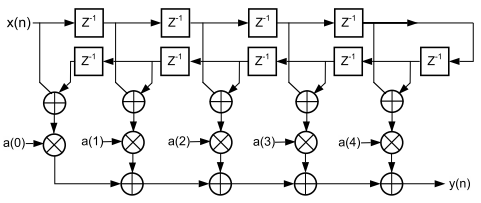 x(n) Z⁻¹ Z⁻¹ Z⁻¹ Z⁻¹
Z⁻¹ Z⁻¹ Z⁻¹ Z⁻¹ Z⁻¹
a(0) a(1) a(2) a(3) a(4)
y(n)